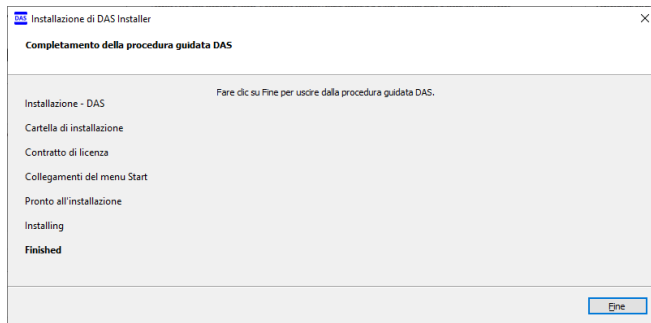 DAS Installazione di DAS Installer
Completamento della procedura guidata DAS
Fare clic su Fine per uscire dalla procedura guidata DAS.
Installazione - DAS
Cartella di installazione
Contratto di licenza
Collegamenti del menu Start
Pronto all'installazione
Installing
Finished
Fine